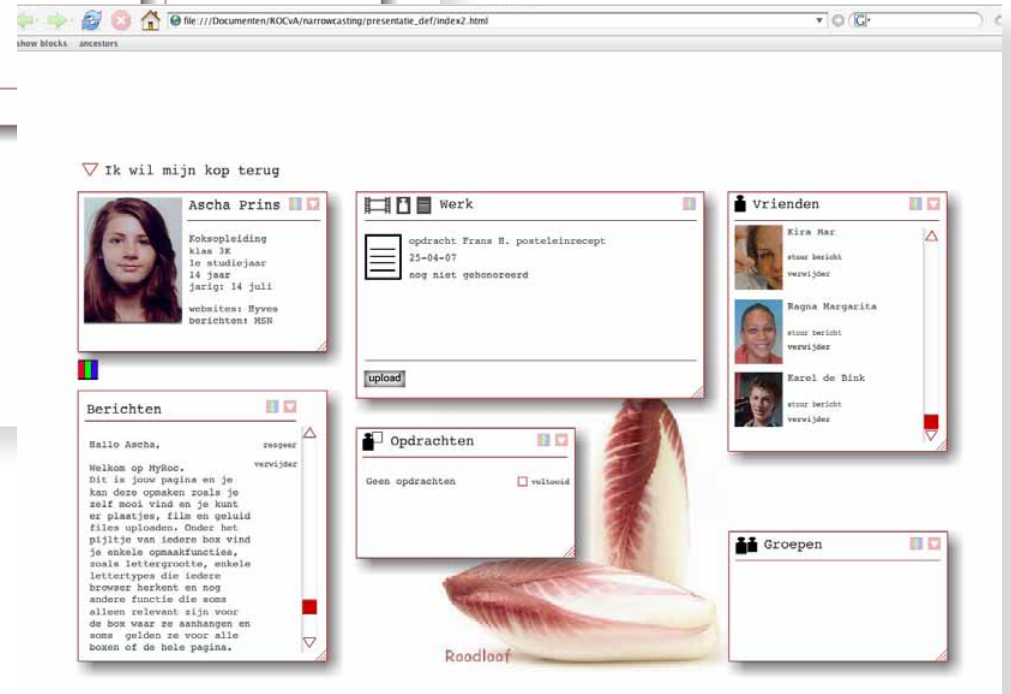 file:///Documenten/ROCvA/narrowcasting/presentatie_def/index2.html
G
show blocks ancestors
Ik wil mijn kop terug
Ascha Prins
Koksopleiding
klas 3K
1e studiejaar
14 jaar
jarig: 14 juli
websites: Hyves
berichten: MSN
Werk
opdracht Frans H. posteleinrecept
25-04-07
nog niet gehonoreerd
upload
Vrienden
Kira Mar
stuur bericht
verwijder
Ragna Margarita
stuur bericht
verwijder
Karel de Bink
stuur bericht
verwijder
Berichten
Hallo Ascha,
reageer
verwijder
Welkom op MyRoc.
Dit is jouw pagina en je
kan deze opmaken zoals je
zelf mooi vind en je kunt
er plaatjes, film en geluid
files uploaden. Onder het
pijltje van iedere box vind
je enkele opmaakfuncties,
zoals lettergrootte, enkele
lettertypes die iedere
browser herkent en nog
andere functie die soms
alleen relevant zijn voor
de box waar ze aanhangen en
soms gelden ze voor alle
boxen of de hele pagina.
Opdrachten
Geen opdrachten
voltooid
Groepen
Roodloof